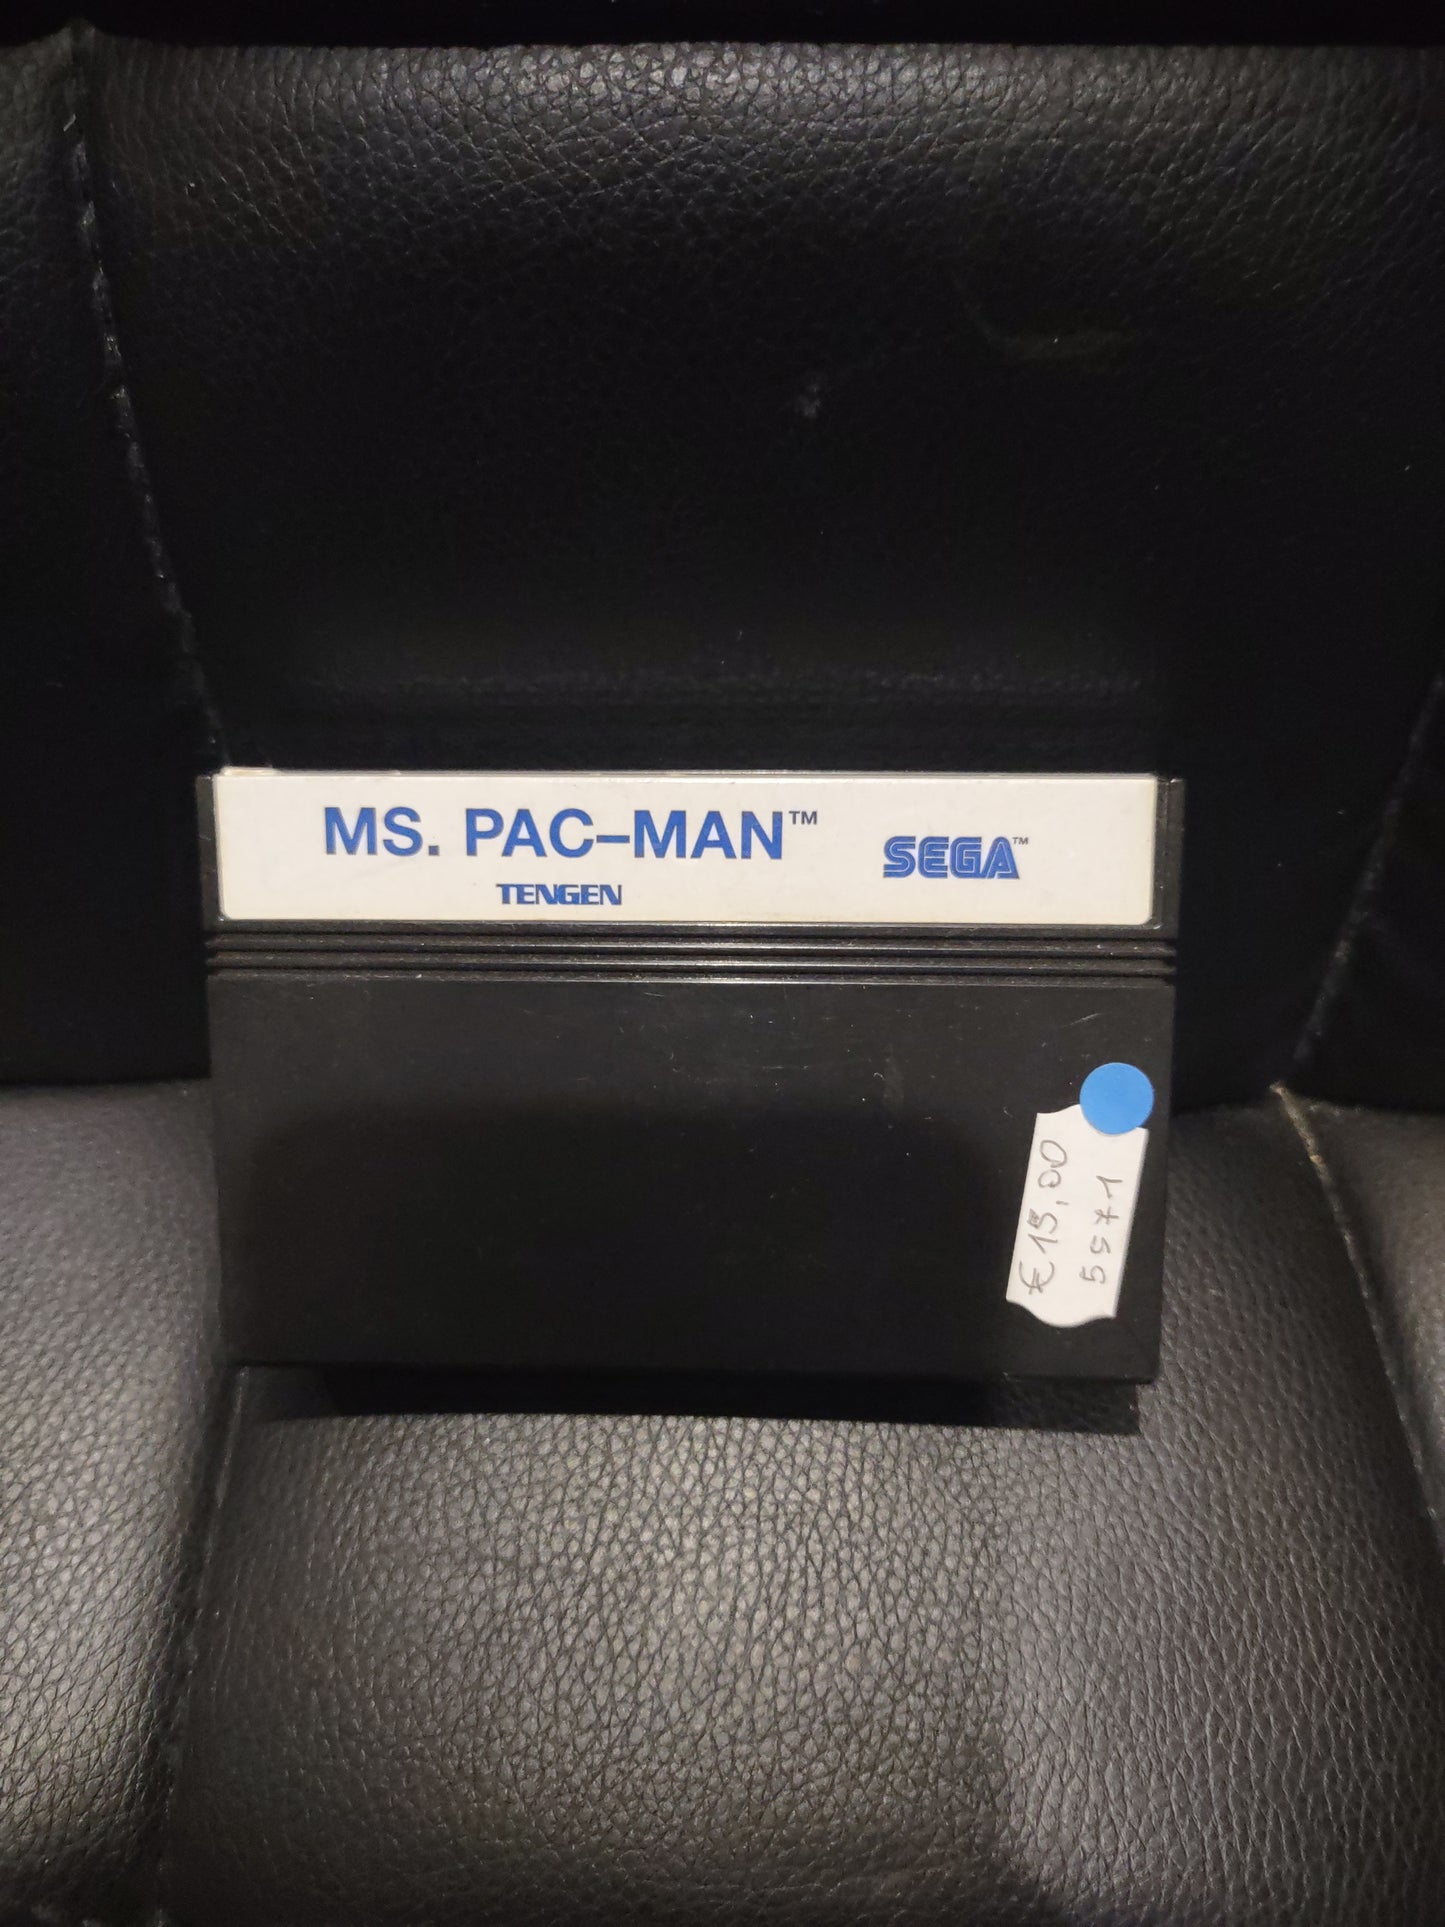 MS. PAC-MAN™
SEGA™
TENGEN
€ 15,00
5571